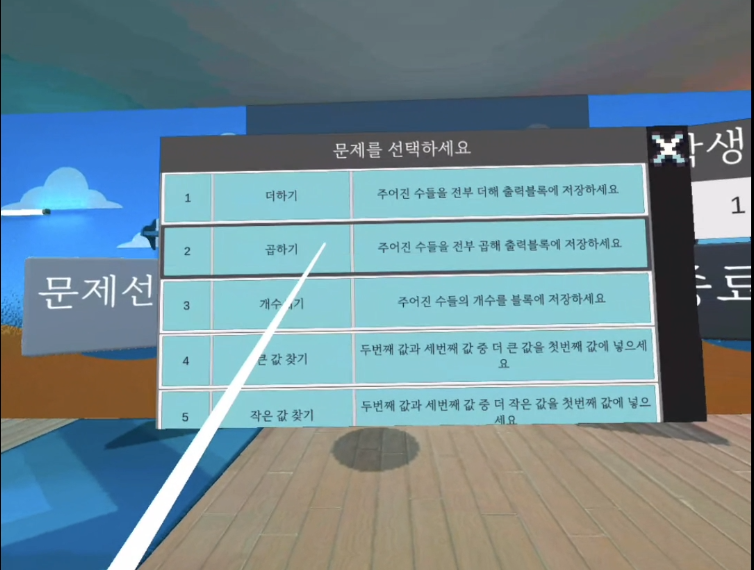 문제를 선택하세요
1 더하기 주어진 수들을 전부 더해 출력블록에 저장하세요
2 곱하기 주어진 수들을 전부 곱해 출력블록에 저장하세요
3 주어진 수들의 개수를 블록에 저장하세요
4 큰 값 찾기 두번째 값과 세번째 값 중 더 큰 값을 첫번째 값에 넣으세
요
5 작은 값 찾기 두번째 값과 세번째 값 중 더 작은 값을 첫번째 값에 넣으
세요
문제선
학생
1
종료